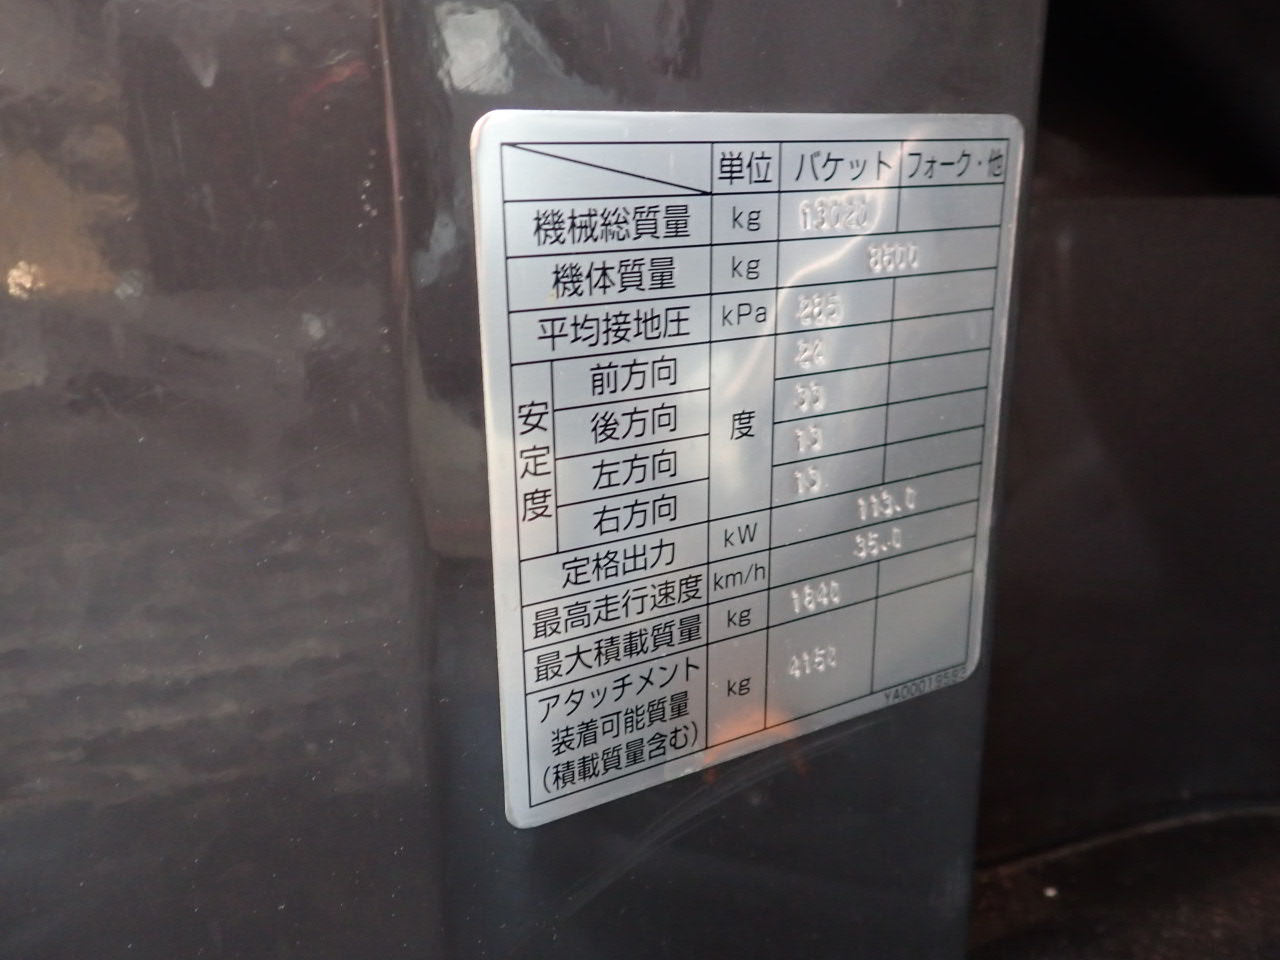 単位 バケット フォーク・他
機械総質量 kg 13020
機体質量 kg 8600
平均接地圧 kPa 285
安定度 度
前方向
後方向
左方向
右方向
定格出力 kW 113.0
最高走行速度 km/h 35.0
最大積載質量 kg 1640
アタッチメント
装着可能質量 kg 4150
(積載質量含む)